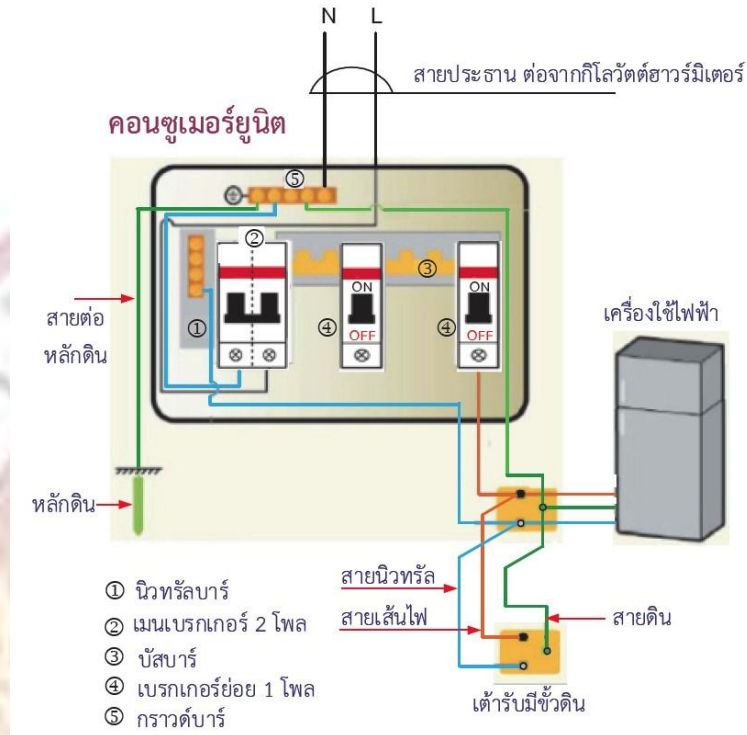 N L
สายประธาน ต่อจากกิโลวัตต์ฮาวร์มิเตอร์
คอนซูเมอร์ยูนิต
⑤
②
③
ON
ON
①
④
OFF
④
OFF
สายต่อ
หลักดิน
เครื่องใช้ไฟฟ้า
หลักดิน
สายนิวทรัล
① นิวทรัลบาร์
② เมนเบรกเกอร์ 2 โพล
สายเส้นไฟ
สายดิน
③ บัสบาร์
④ เบรกเกอร์ย่อย 1 โพล
เต้ารับมีขั้วดิน
⑤ กราวด์บาร์